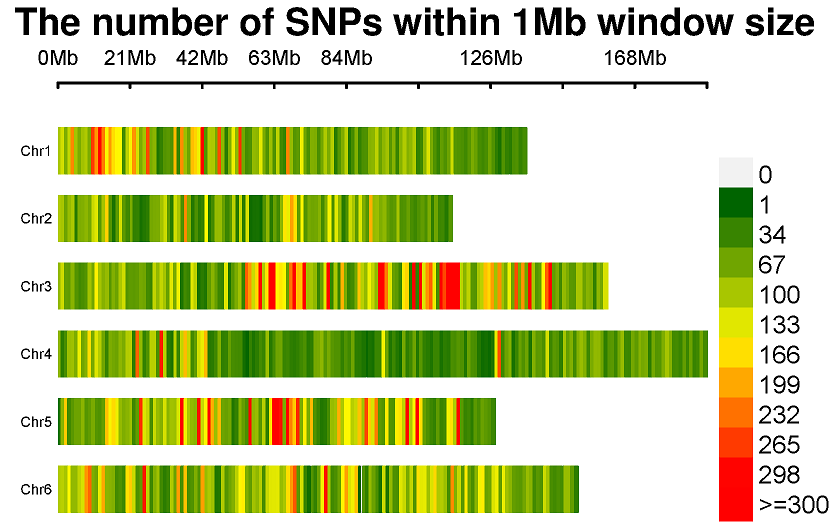 The number of SNPs within 1Mb window size
0Mb 21Mb 42Mb 63Mb 84Mb 126Mb 168Mb
Chr1
Chr2
Chr3
Chr4
Chr5
Chr6
0
1
34
67
100
133
166
199
232
265
298
>=300